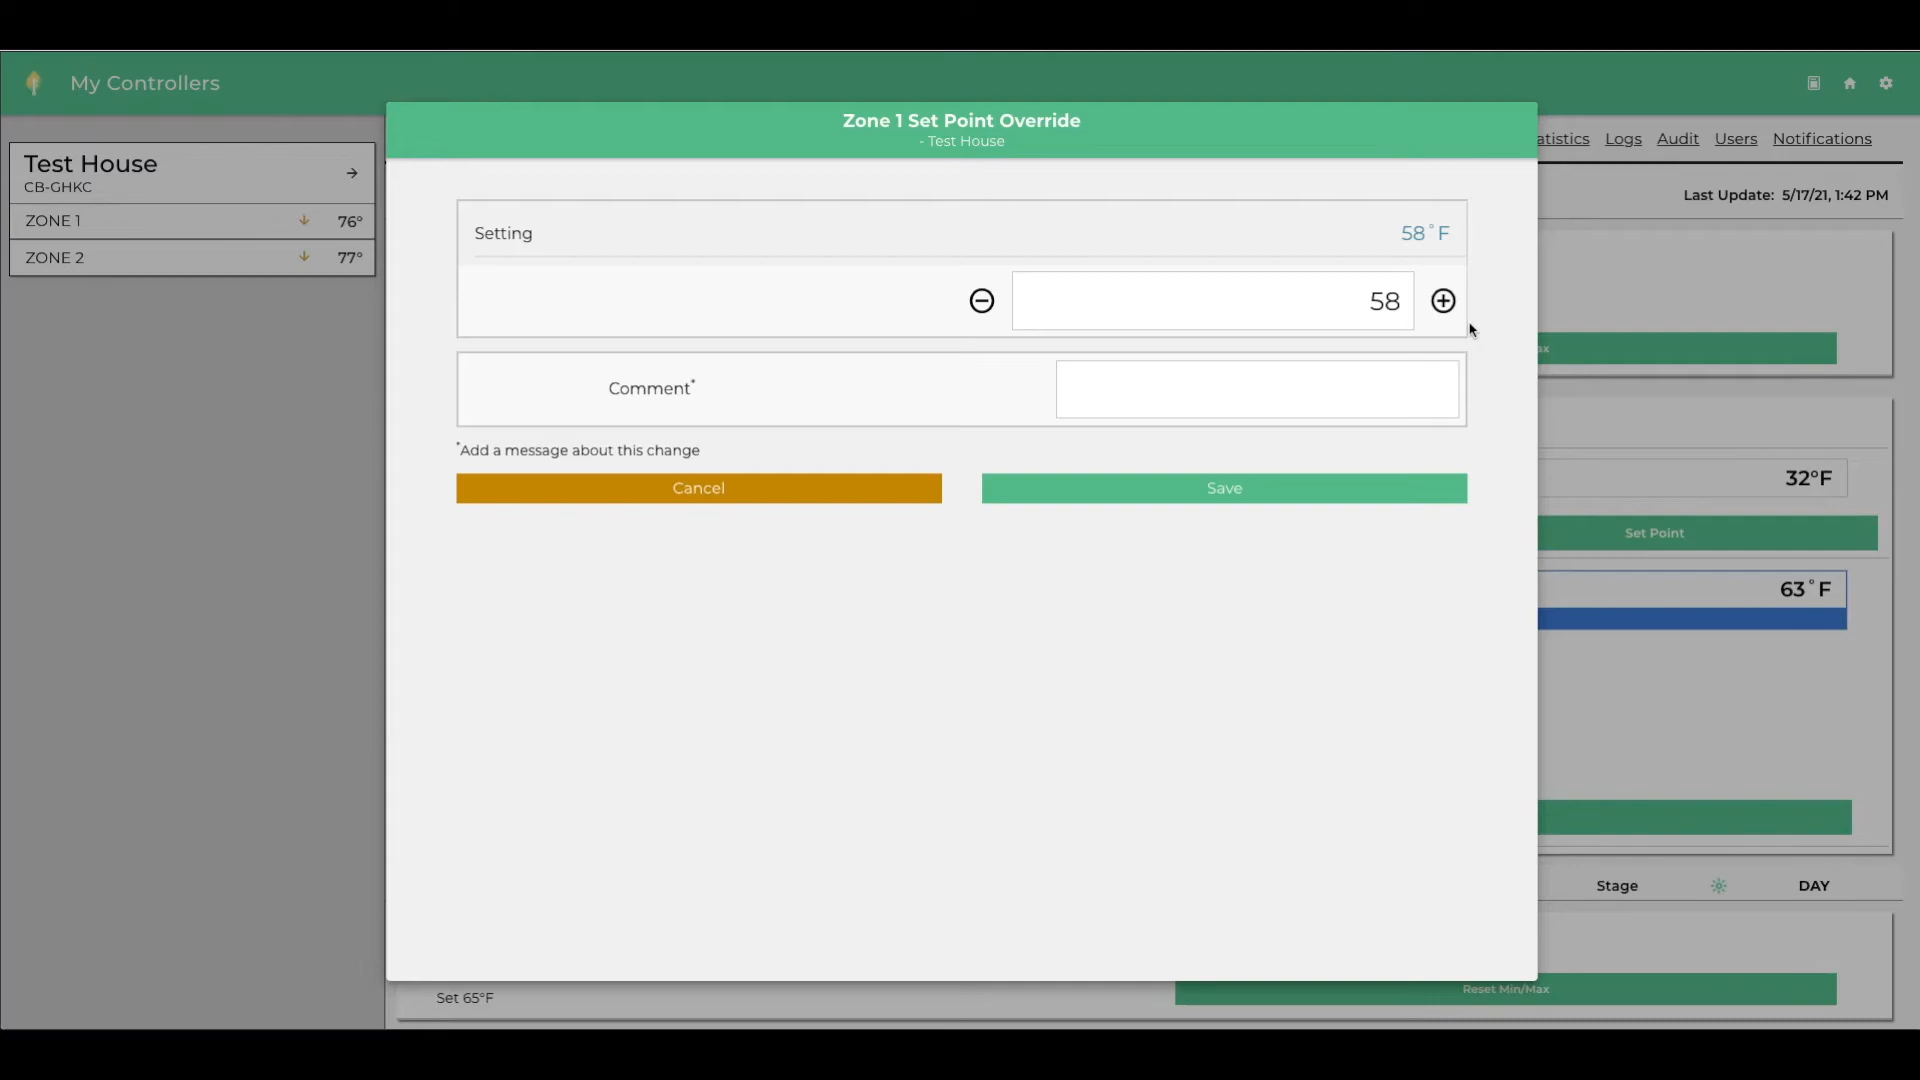 My Controllers
Test House
CB-GHKC
ZONE 1 76°
ZONE 2 77°
Zone 1 Set Point Override
- Test House
Setting 58°F
58
Comment*
*Add a message about this change
Cancel Save
atistics Logs Audit Users Notifications
Last Update: 5/17/21, 1:42 PM
ax
32°F
Set Point
63°F
Stage DAY
Set 65°F
Reset Min/Max